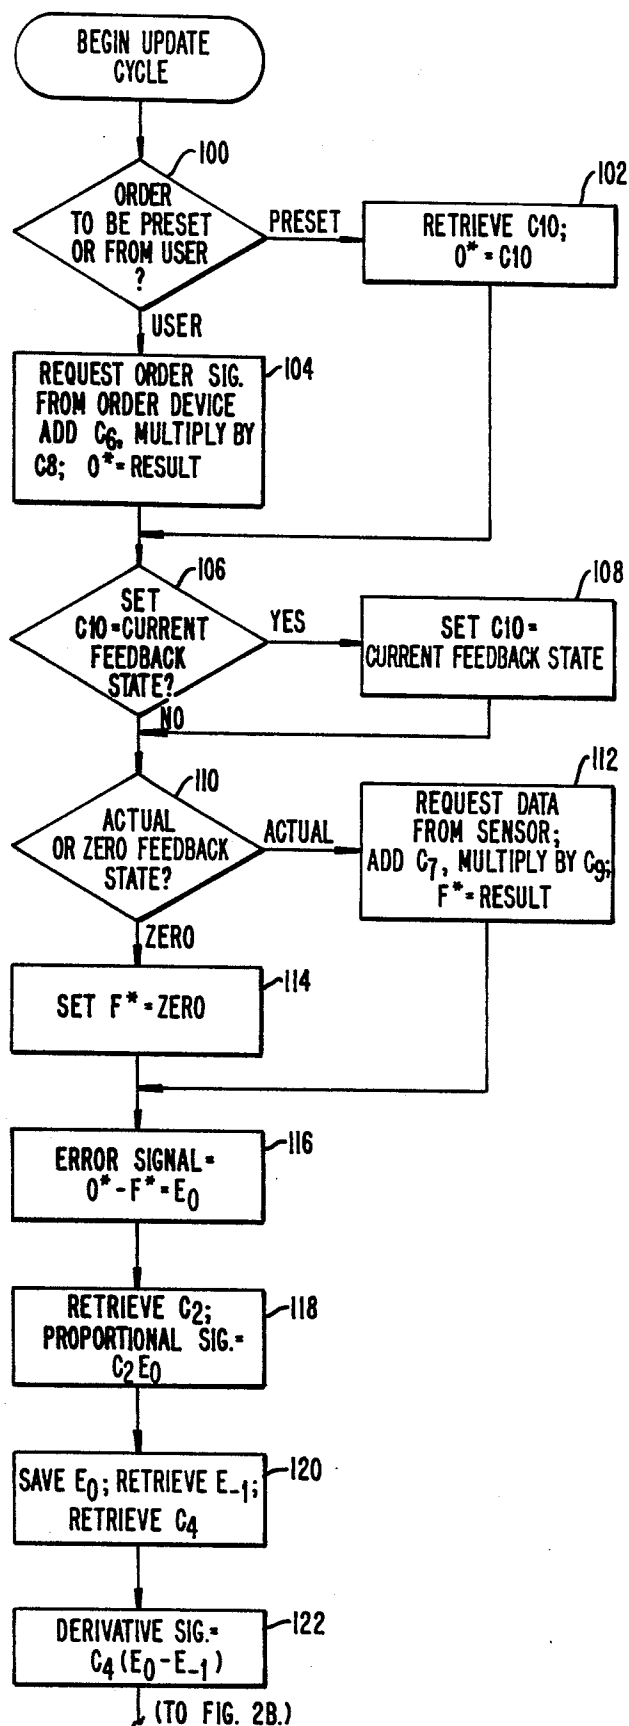 BEGIN UPDATE
CYCLE
100
ORDER
TO BE PRESET
OR FROM USER
?
PRESET
102
RETRIEVE C10;
O* = C10
USER
104
REQUEST ORDER SIG.
FROM ORDER DEVICE
ADD C6, MULTIPLY BY
C8; O* = RESULT
106
SET
C10 = CURRENT
FEEDBACK
STATE?
YES
108
SET C10 =
CURRENT FEEDBACK STATE
NO
110
ACTUAL
OR ZERO FEEDBACK
STATE?
ACTUAL
112
REQUEST DATA
FROM SENSOR;
ADD C7, MULTIPLY BY C9;
F* = RESULT
ZERO
114
SET F* = ZERO
116
ERROR SIGNAL =
O* - F* = E0
118
RETRIEVE C2;
PROPORTIONAL SIG. =
C2 E0
120
SAVE E0; RETRIEVE E-1;
RETRIEVE C4
122
DERIVATIVE SIG. =
C4 (E0 - E-1)
(TO FIG. 2B.)